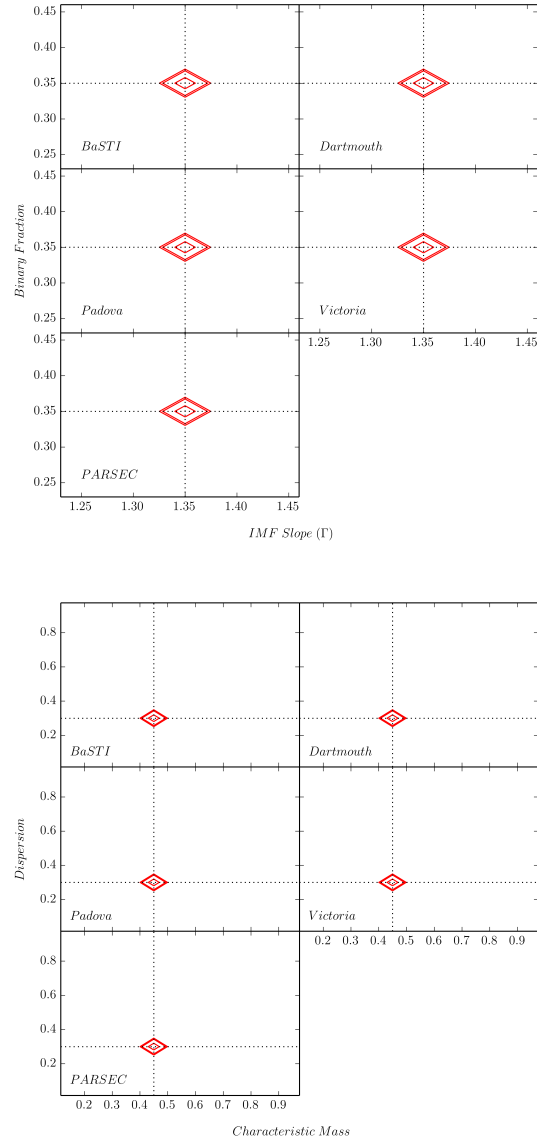 0.45
0.40
0.35
0.30
0.25
BaSTI
Dartmouth
0.45
0.40
0.35
0.30
0.25
Binary Fraction
Padova
Victoria
1.25 1.30 1.35 1.40 1.45
0.45
0.40
0.35
0.30
0.25
PARSEC
1.25 1.30 1.35 1.40 1.45
IMF Slope (Γ)
0.8
0.6
0.4
0.2
BaSTI
Dartmouth
0.8
0.6
0.4
0.2
Dispersion
Padova
Victoria
0.2 0.3 0.4 0.5 0.6 0.7 0.8 0.9
0.8
0.6
0.4
0.2
PARSEC
0.2 0.3 0.4 0.5 0.6 0.7 0.8 0.9
Characteristic Mass